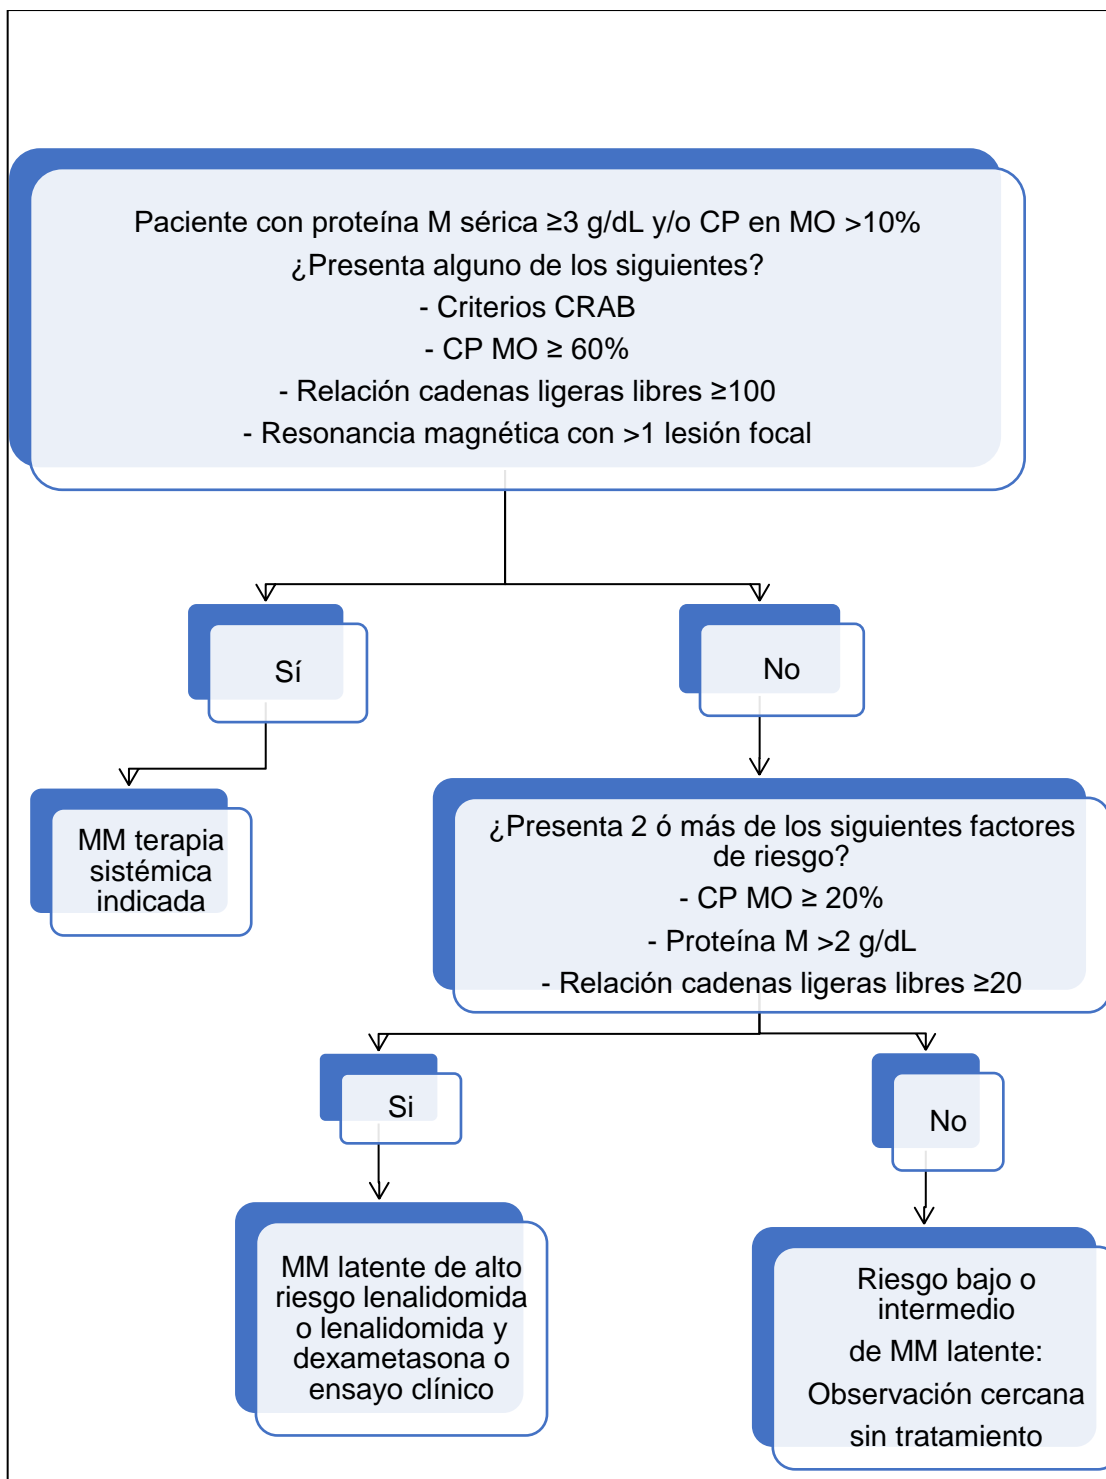 Paciente con proteína M sérica ≥3 g/dL y/o CP en MO >10%
¿Presenta alguno de los siguientes?
- Criterios CRAB
- CP MO ≥ 60%
- Relación cadenas ligeras libres ≥100
- Resonancia magnética con >1 lesión focal
Sí
No
MM terapia
sistémica
indicada
¿Presenta 2 ó más de los siguientes factores
de riesgo?
- CP MO ≥ 20%
- Proteína M >2 g/dL
- Relación cadenas ligeras libres ≥20
Si
No
MM latente de alto
riesgo lenalidomida
o lenalidomida y
dexametasona o
ensayo clínico
Riesgo bajo o
intermedio
de MM latente:
Observación cercana
sin tratamiento